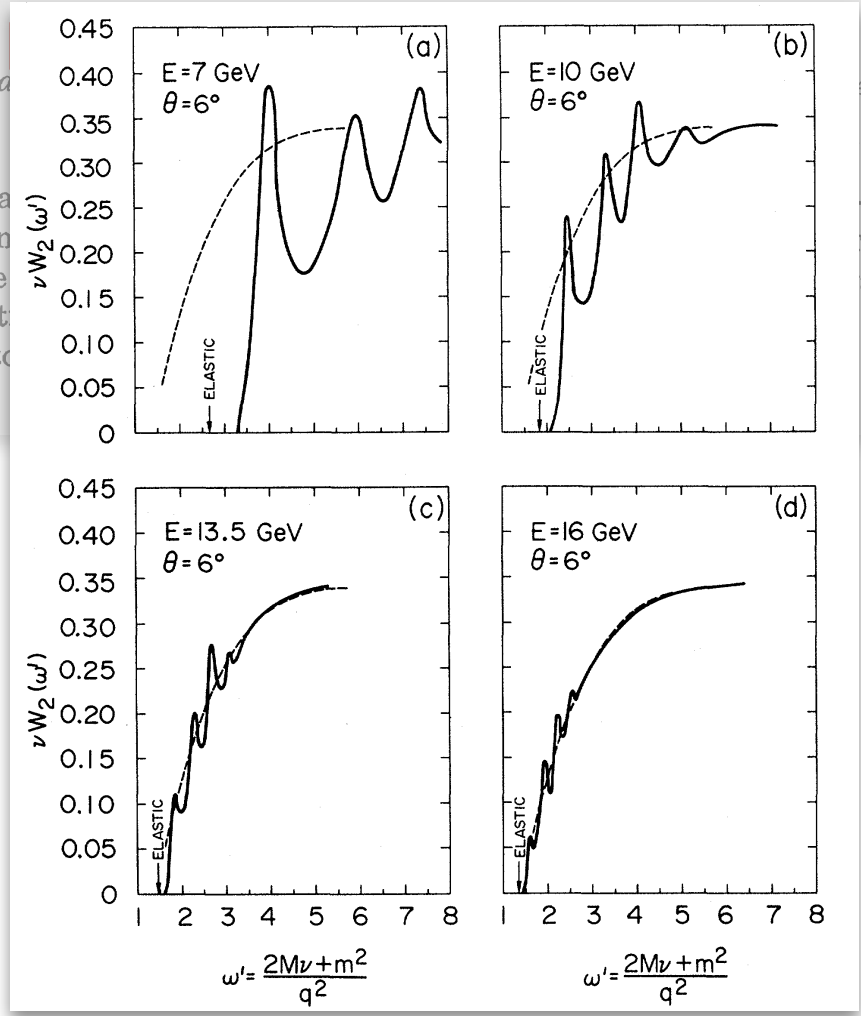 (a)
E=7 GeV
θ=6°
0.45
0.40
0.35
0.30
0.25
0.20
0.15
0.10
0.05
0
νW₂(ω')
ELASTIC
(b)
E=10 GeV
θ=6°
ELASTIC
(c)
E=13.5 GeV
θ=6°
0.45
0.40
0.35
0.30
0.25
0.20
0.15
0.10
0.05
0
νW₂(ω')
ELASTIC
1 2 3 4 5 6 7 8
ω'= 2Mν+m²
q²
(d)
E=16 GeV
θ=6°
ELASTIC
1 2 3 4 5 6 7 8
ω'= 2Mν+m²
q²